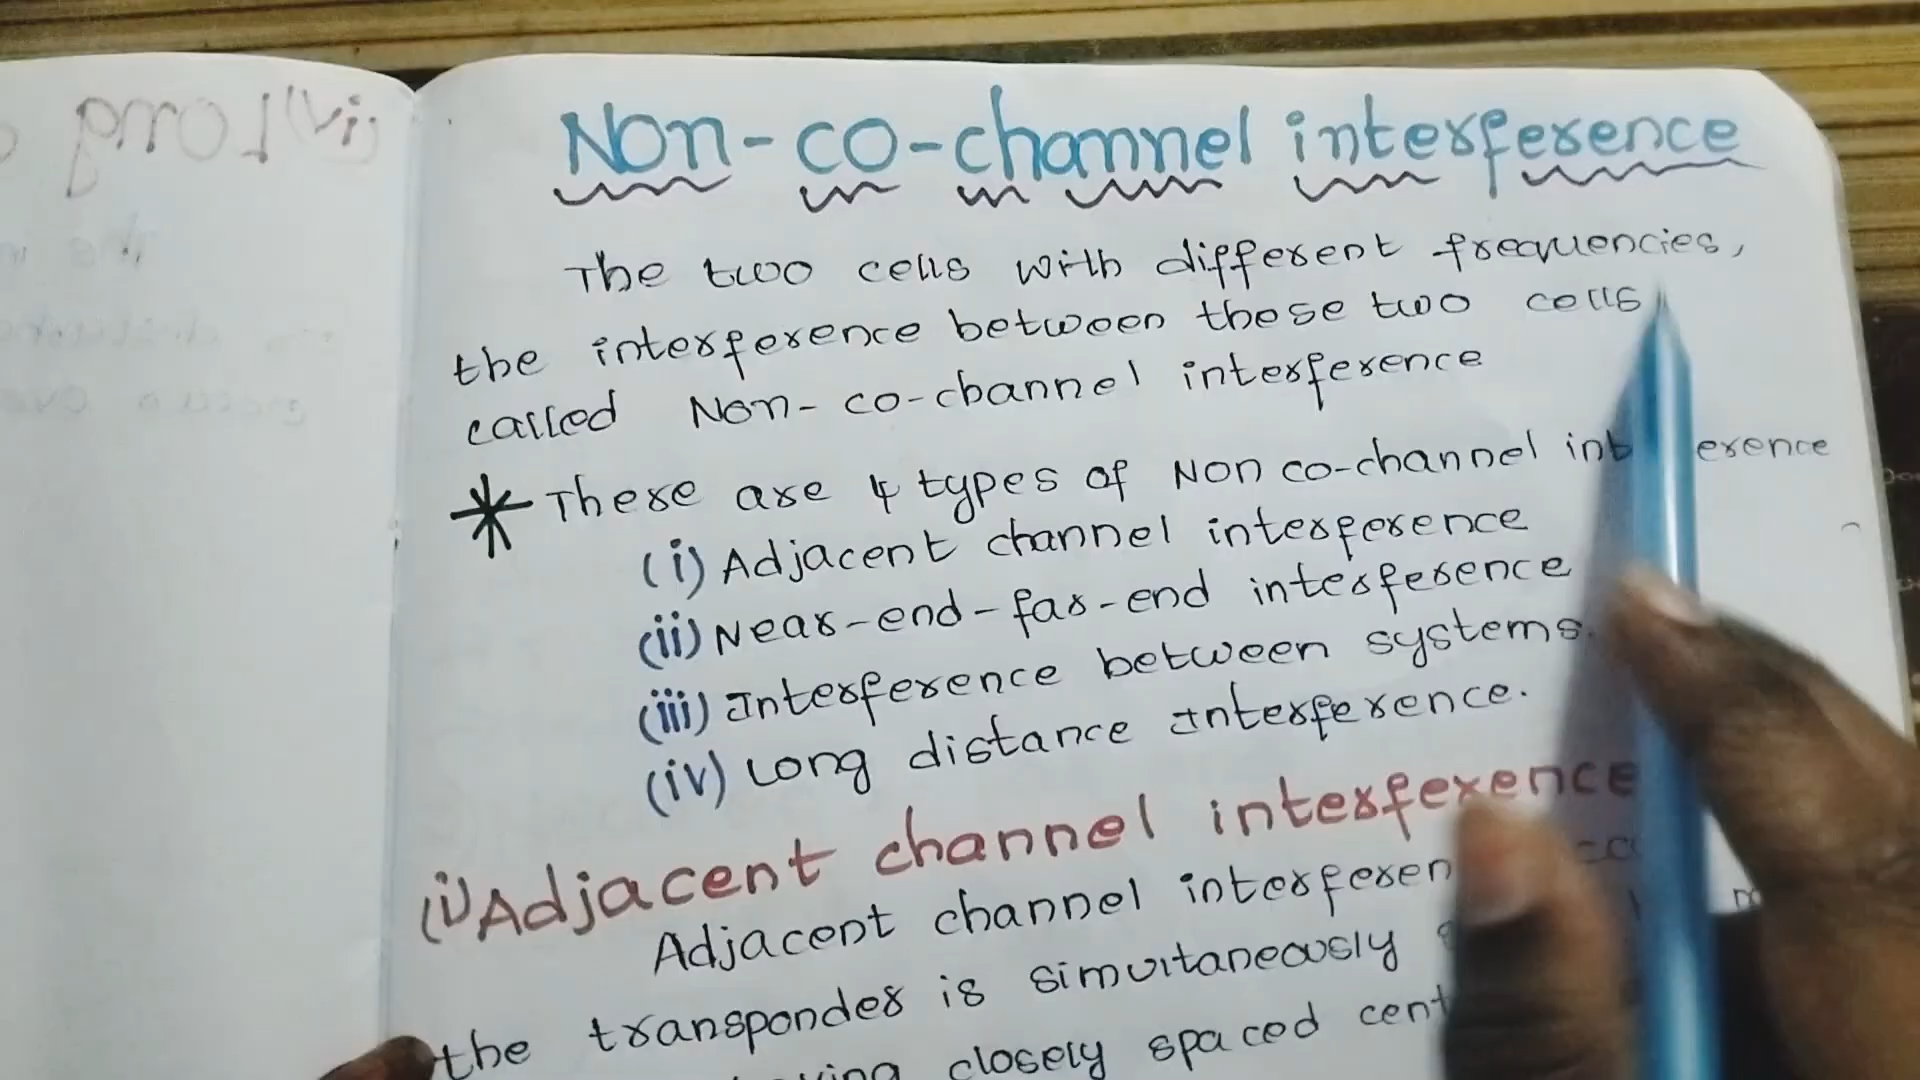 Non-co-channel interference
The two cells with different frequencies,
the interference between these two cells
called Non-co-channel interference
* There are 4 types of Non co-channel
(i) Adjacent channel interference
(ii) Near-end-far-end interference
(iii) Interference between systems.
(iv) Long distance Interference.
(i) Adjacent channel interference
Adjacent channel
the transponder is simultaneously
closely spaced